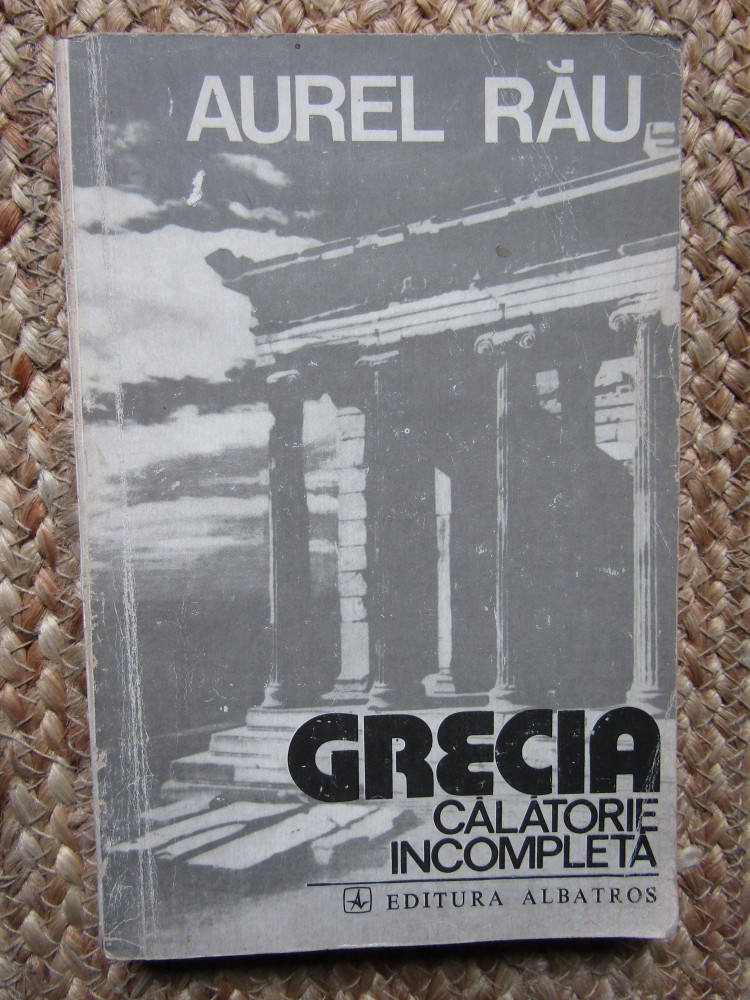 AUREL RĂU
GRECIA
CĂLĂTORIE
INCOMPLETĂ
EDITURA ALBATROS